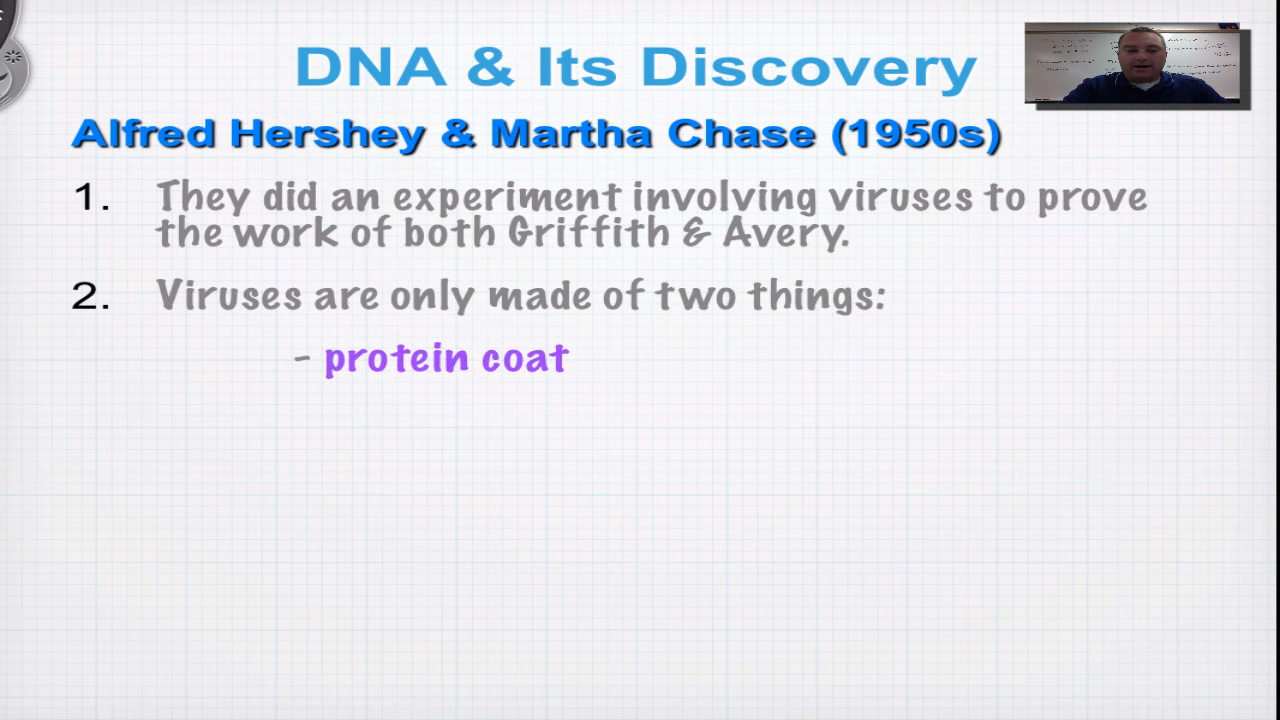 DNA & Its Discovery
Alfred Hershey & Martha Chase (1950s)
1. They did an experiment involving viruses to prove
the work of both Griffith & Avery.
2. Viruses are only made of two things:
- protein coat